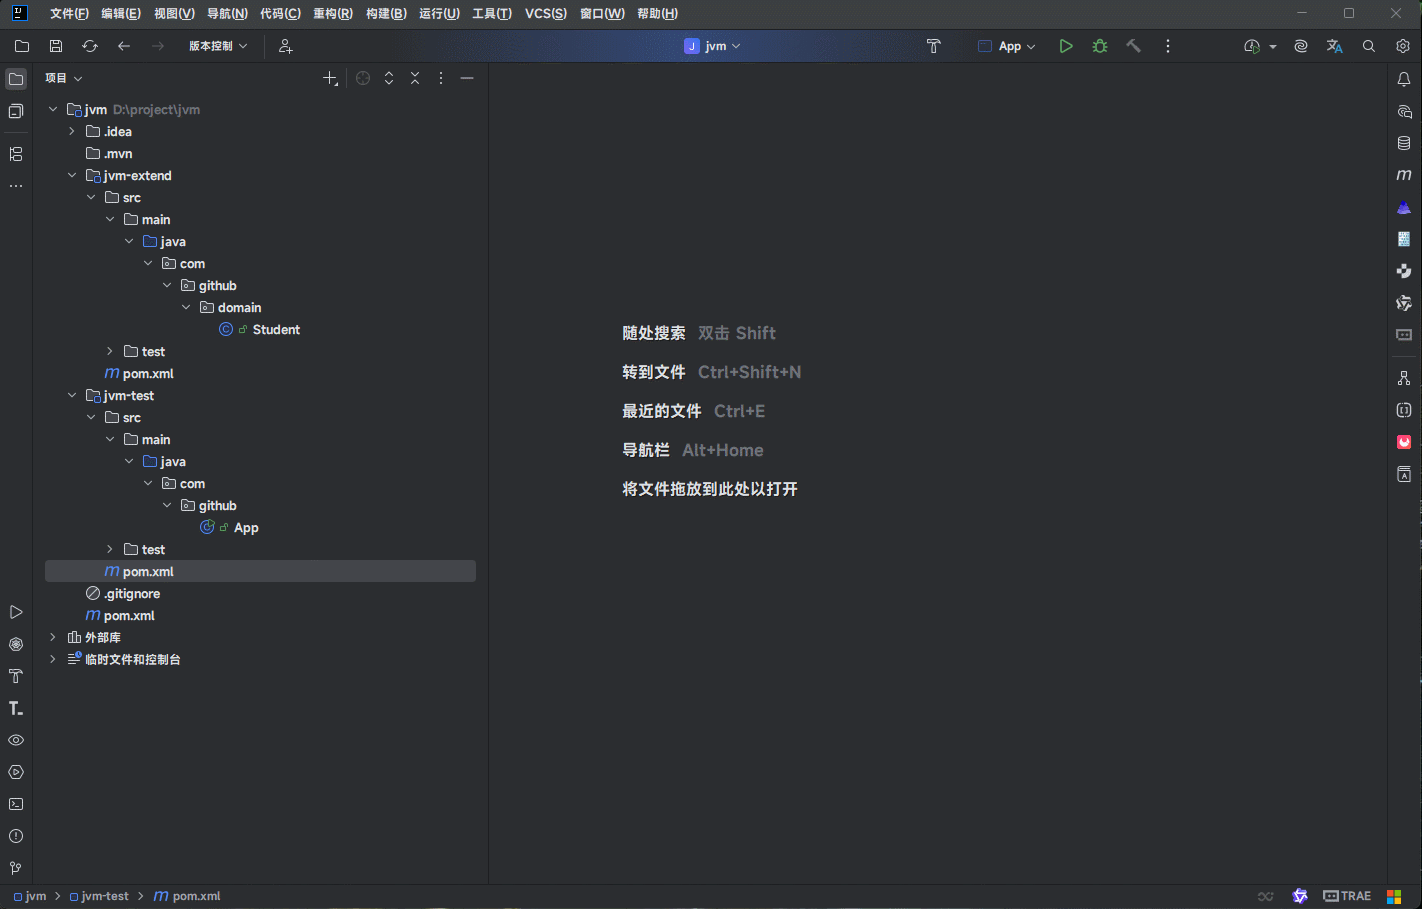 文件(F) 编辑(E) 视图(V) 导航(N) 代码(C) 重构(R) 构建(B) 运行(U) 工具(T) VCS(S) 窗口(W) 帮助(H)
版本控制 J jvm App
项目
jvm D:\project\jvm
.idea
.mvn
jvm-extend
src
main
java
com
github
domain
Student
test
pom.xml
jvm-test
src
main
java
com
github
App
test
pom.xml
.gitignore
pom.xml
外部库
临时文件和控制台
随处搜索 双击 Shift
转到文件 Ctrl+Shift+N
最近的文件 Ctrl+E
导航栏 Alt+Home
将文件拖放到此处以打开
jvm > jvm-test > pom.xml
TRAE